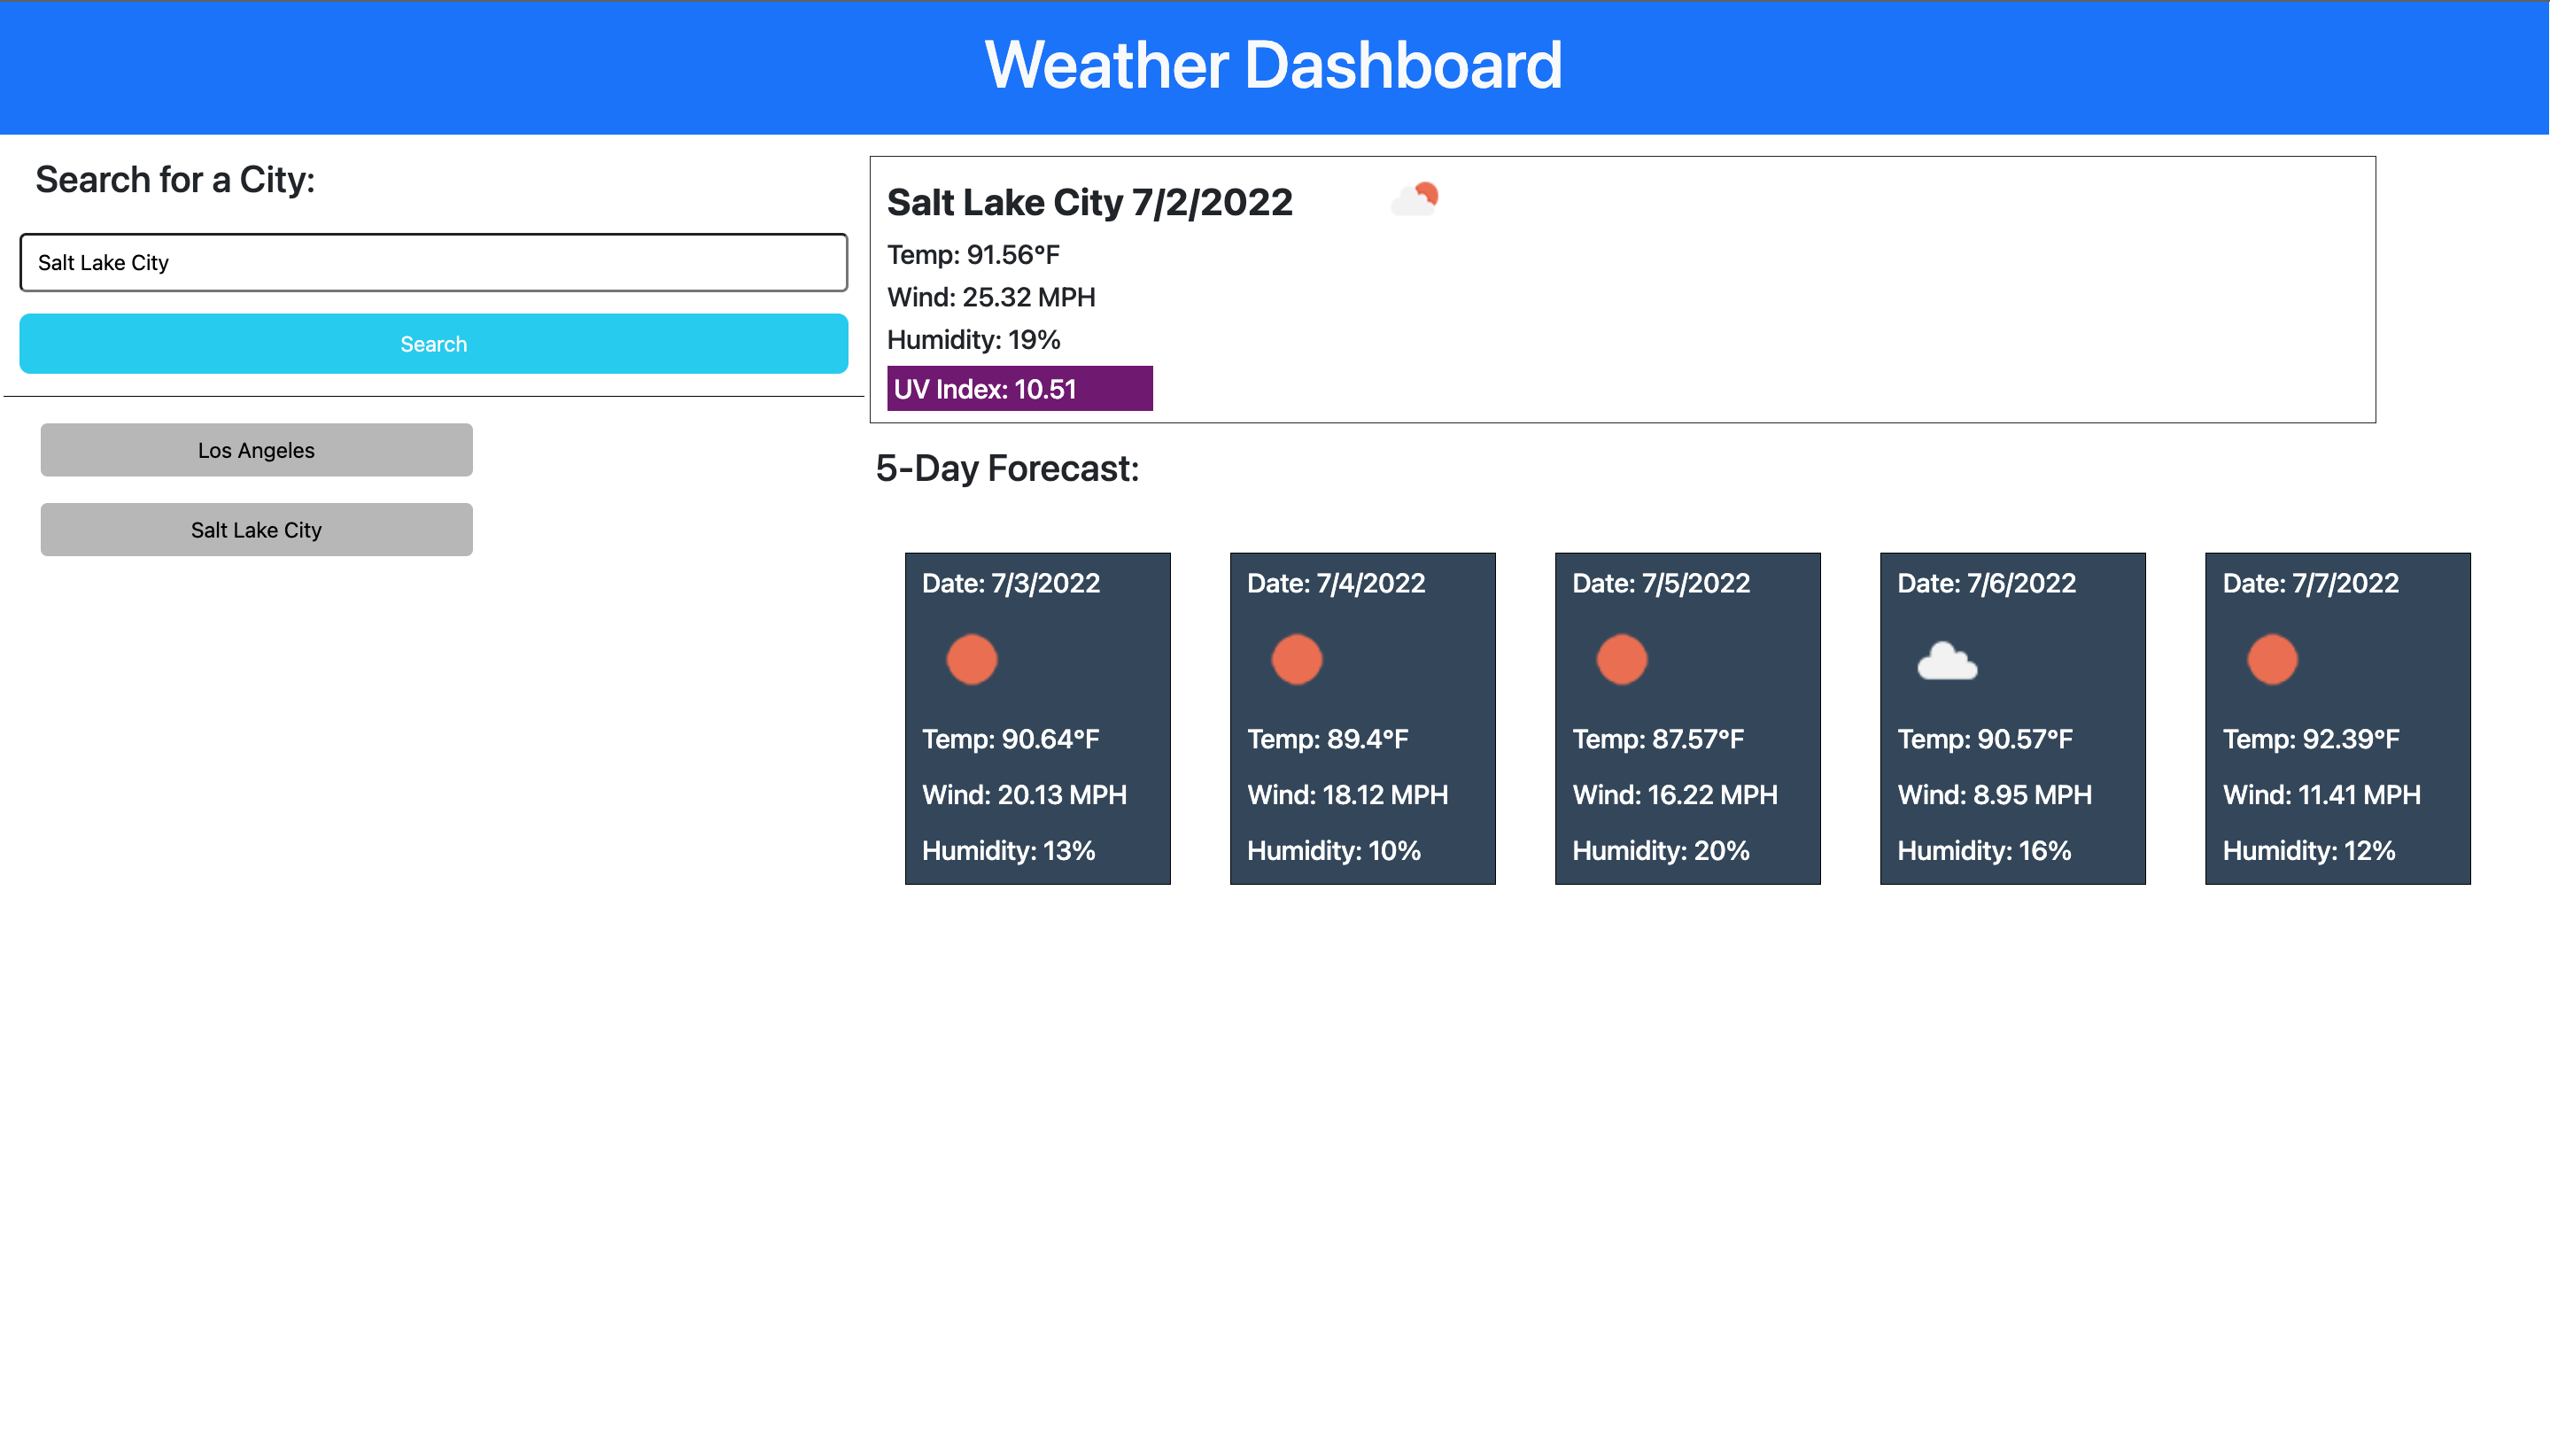 Weather Dashboard
Search for a City:
Salt Lake City
Search
Los Angeles
Salt Lake City
Salt Lake City 7/2/2022
Temp: 91.56°F
Wind: 25.32 MPH
Humidity: 19%
UV Index: 10.51
5-Day Forecast:
Date: 7/3/2022
Temp: 90.64°F
Wind: 20.13 MPH
Humidity: 13%
Date: 7/4/2022
Temp: 89.4°F
Wind: 18.12 MPH
Humidity: 10%
Date: 7/5/2022
Temp: 87.57°F
Wind: 16.22 MPH
Humidity: 20%
Date: 7/6/2022
Temp: 90.57°F
Wind: 8.95 MPH
Humidity: 16%
Date: 7/7/2022
Temp: 92.39°F
Wind: 11.41 MPH
Humidity: 12%